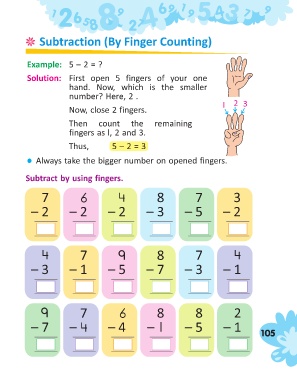 Subtraction (By Finger Counting)
Example: 5 – 2 = ?
Solution: First open 5 fingers of your one
hand. Now, which is the smaller
number? Here, 2 .
Now, close 2 fingers.
Then count the remaining
fingers as 1, 2 and 3.
Thus, 5 – 2 = 3
1 2 3
• Always take the bigger number on opened fingers.
Subtract by using fingers.
7 6 4 8 7 3
– 2 – 2 – 2 – 3 – 5 – 2
4 7 9 8 7 4
– 3 – 1 – 5 – 7 – 3 – 1
9 7 6 8 8 2
– 7 – 4 – 4 – 1 – 5 – 1
105